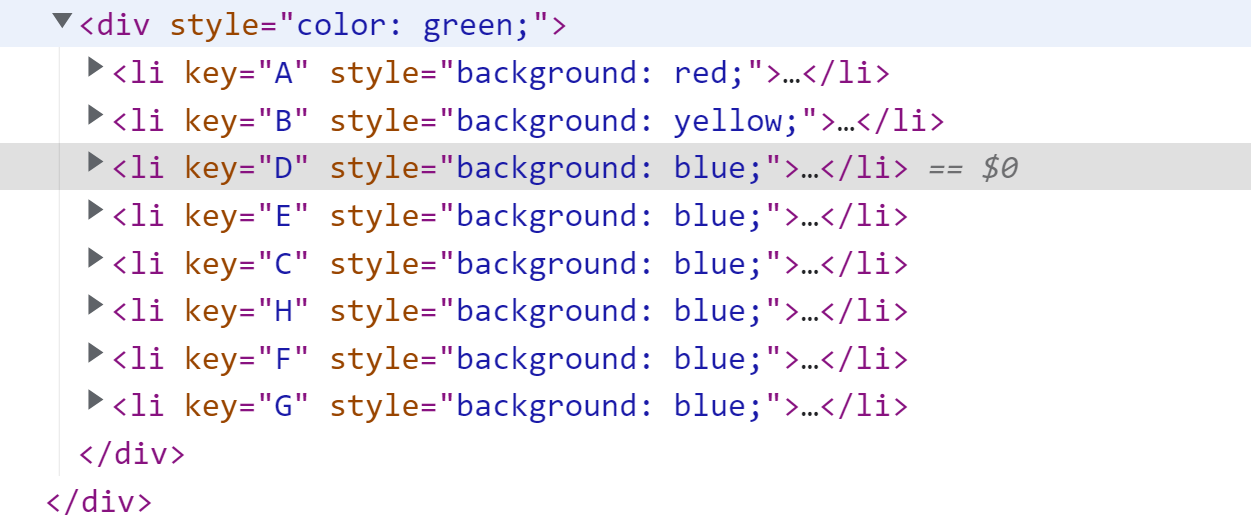 ▼<div style="color: green;">
▶<li key="A" style="background: red;">…</li>
▶<li key="B" style="background: yellow;">…</li>
▶<li key="D" style="background: blue;">…</li> == $0
▶<li key="E" style="background: blue;">…</li>
▶<li key="C" style="background: blue;">…</li>
▶<li key="H" style="background: blue;">…</li>
▶<li key="F" style="background: blue;">…</li>
▶<li key="G" style="background: blue;">…</li>
</div>
</div>